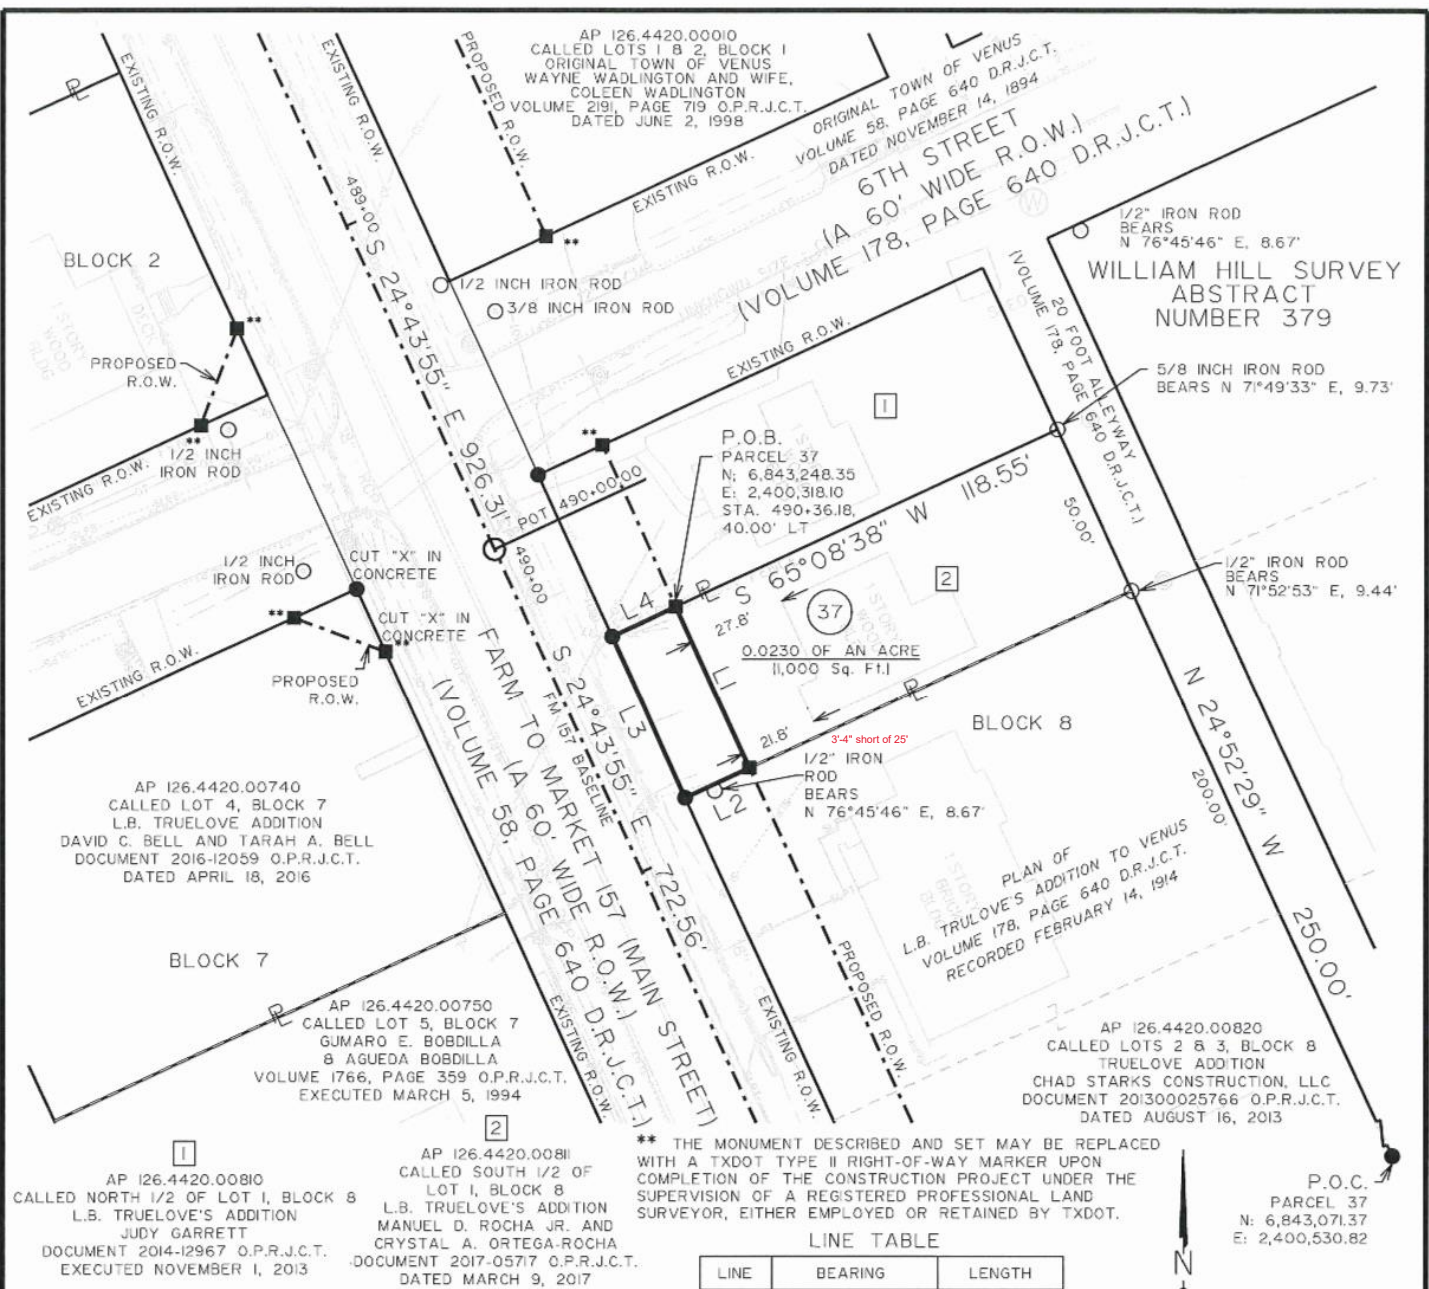 AP 126.4420.00010
CALLED LOTS 1 & 2, BLOCK 1
ORIGINAL TOWN OF VENUS
WAYNE WADLINGTON AND WIFE,
COLEEN WADLINGTON
VOLUME 2191, PAGE 719 O.P.R.J.C.T.
DATED JUNE 2, 1998
ORIGINAL TOWN OF VENUS
VOLUME 58, PAGE 640 D.R.J.C.T.
DATED NOVEMBER 14, 1894
6TH STREET
(A 60' WIDE R.O.W.)
(VOLUME 178, PAGE 640 D.R.J.C.T.)
EXISTING R.O.W.
EXISTING R.O.W.
PROPOSED R.O.W.
EXISTING R.O.W.
BLOCK 2
489+00
S 24°43'55" E 926.31'
**
1/2 INCH IRON ROD
3/8 INCH IRON ROD
1/2" IRON ROD
BEARS
N 76°45'46" E, 8.67'
WILLIAM HILL SURVEY
ABSTRACT
NUMBER 379
20 FOOT ALLEYWAY
(VOLUME 178, PAGE 640 D.R.J.C.T.)
**
PROPOSED
R.O.W.
**
1/2 INCH
IRON ROD
EXISTING R.O.W.
EXISTING R.O.W.
5/8 INCH IRON ROD
BEARS N 71°49'33" E, 9.73'
1
**
P.O.B.
PARCEL 37
N: 6,843,248.35
E: 2,400,318.10
STA. 490+36.18,
40.00' LT
POT 490+00.00
490+00
S 65°08'38" W 118.55'
50.00'
1/2 INCH
IRON ROD
CUT "X" IN
CONCRETE
**
CUT "X" IN
CONCRETE
**
PROPOSED
R.O.W.
EXISTING R.O.W.
1/2" IRON ROD
BEARS
N 71°52'53" E, 9.44'
2
37
0.0230 OF AN ACRE
(1,000 Sq. Ft.)
L4
27.8'
L1
L3
21.8'
L2
3'-4" short of 25'
1/2" IRON
ROD
BEARS
N 76°45'46" E, 8.67'
BLOCK 8
N 24°52'29" W 250.00'
200.00'
S 24°43'55" E 722.56'
FM 157 BASELINE
FARM TO MARKET 157 (MAIN STREET)
(A 60' WIDE R.O.W.)
(VOLUME 58, PAGE 640 D.R.J.C.T.)
AP 126.4420.00740
CALLED LOT 4, BLOCK 7
L.B. TRUELOVE ADDITION
DAVID C. BELL AND TARAH A. BELL
DOCUMENT 2016-12059 O.P.R.J.C.T.
DATED APRIL 18, 2016
PLAN OF
L.B. TRULOVE'S ADDITION TO VENUS
VOLUME 178, PAGE 640 D.R.J.C.T.
RECORDED FEBRUARY 14, 1914
BLOCK 7
EXISTING R.O.W.
EXISTING R.O.W.
PROPOSED R.O.W.
AP 126.4420.00750
CALLED LOT 5, BLOCK 7
GUMARO E. BOBDILLA
& AGUEDA BOBDILLA
VOLUME 1766, PAGE 359 O.P.R.J.C.T.
EXECUTED MARCH 5, 1994
AP 126.4420.00820
CALLED LOTS 2 & 3, BLOCK 8
TRUELOVE ADDITION
CHAD STARKS CONSTRUCTION, LLC
DOCUMENT 201300025766 O.P.R.J.C.T.
DATED AUGUST 16, 2013
1
AP 126.4420.00810
CALLED NORTH 1/2 OF LOT 1, BLOCK 8
L.B. TRUELOVE'S ADDITION
JUDY GARRETT
DOCUMENT 2014-12967 O.P.R.J.C.T.
EXECUTED NOVEMBER 1, 2013
2
AP 126.4420.00811
CALLED SOUTH 1/2 OF
LOT 1, BLOCK 8
L.B. TRUELOVE'S ADDITION
MANUEL D. ROCHA JR. AND
CRYSTAL A. ORTEGA-ROCHA
DOCUMENT 2017-05717 O.P.R.J.C.T.
DATED MARCH 9, 2017
** THE MONUMENT DESCRIBED AND SET MAY BE REPLACED
WITH A TXDOT TYPE II RIGHT-OF-WAY MARKER UPON
COMPLETION OF THE CONSTRUCTION PROJECT UNDER THE
SUPERVISION OF A REGISTERED PROFESSIONAL LAND
SURVEYOR, EITHER EMPLOYED OR RETAINED BY TXDOT.
P.O.C.
PARCEL 37
N: 6,843,071.37
E: 2,400,530.82
N
LINE TABLE
LINE BEARING LENGTH